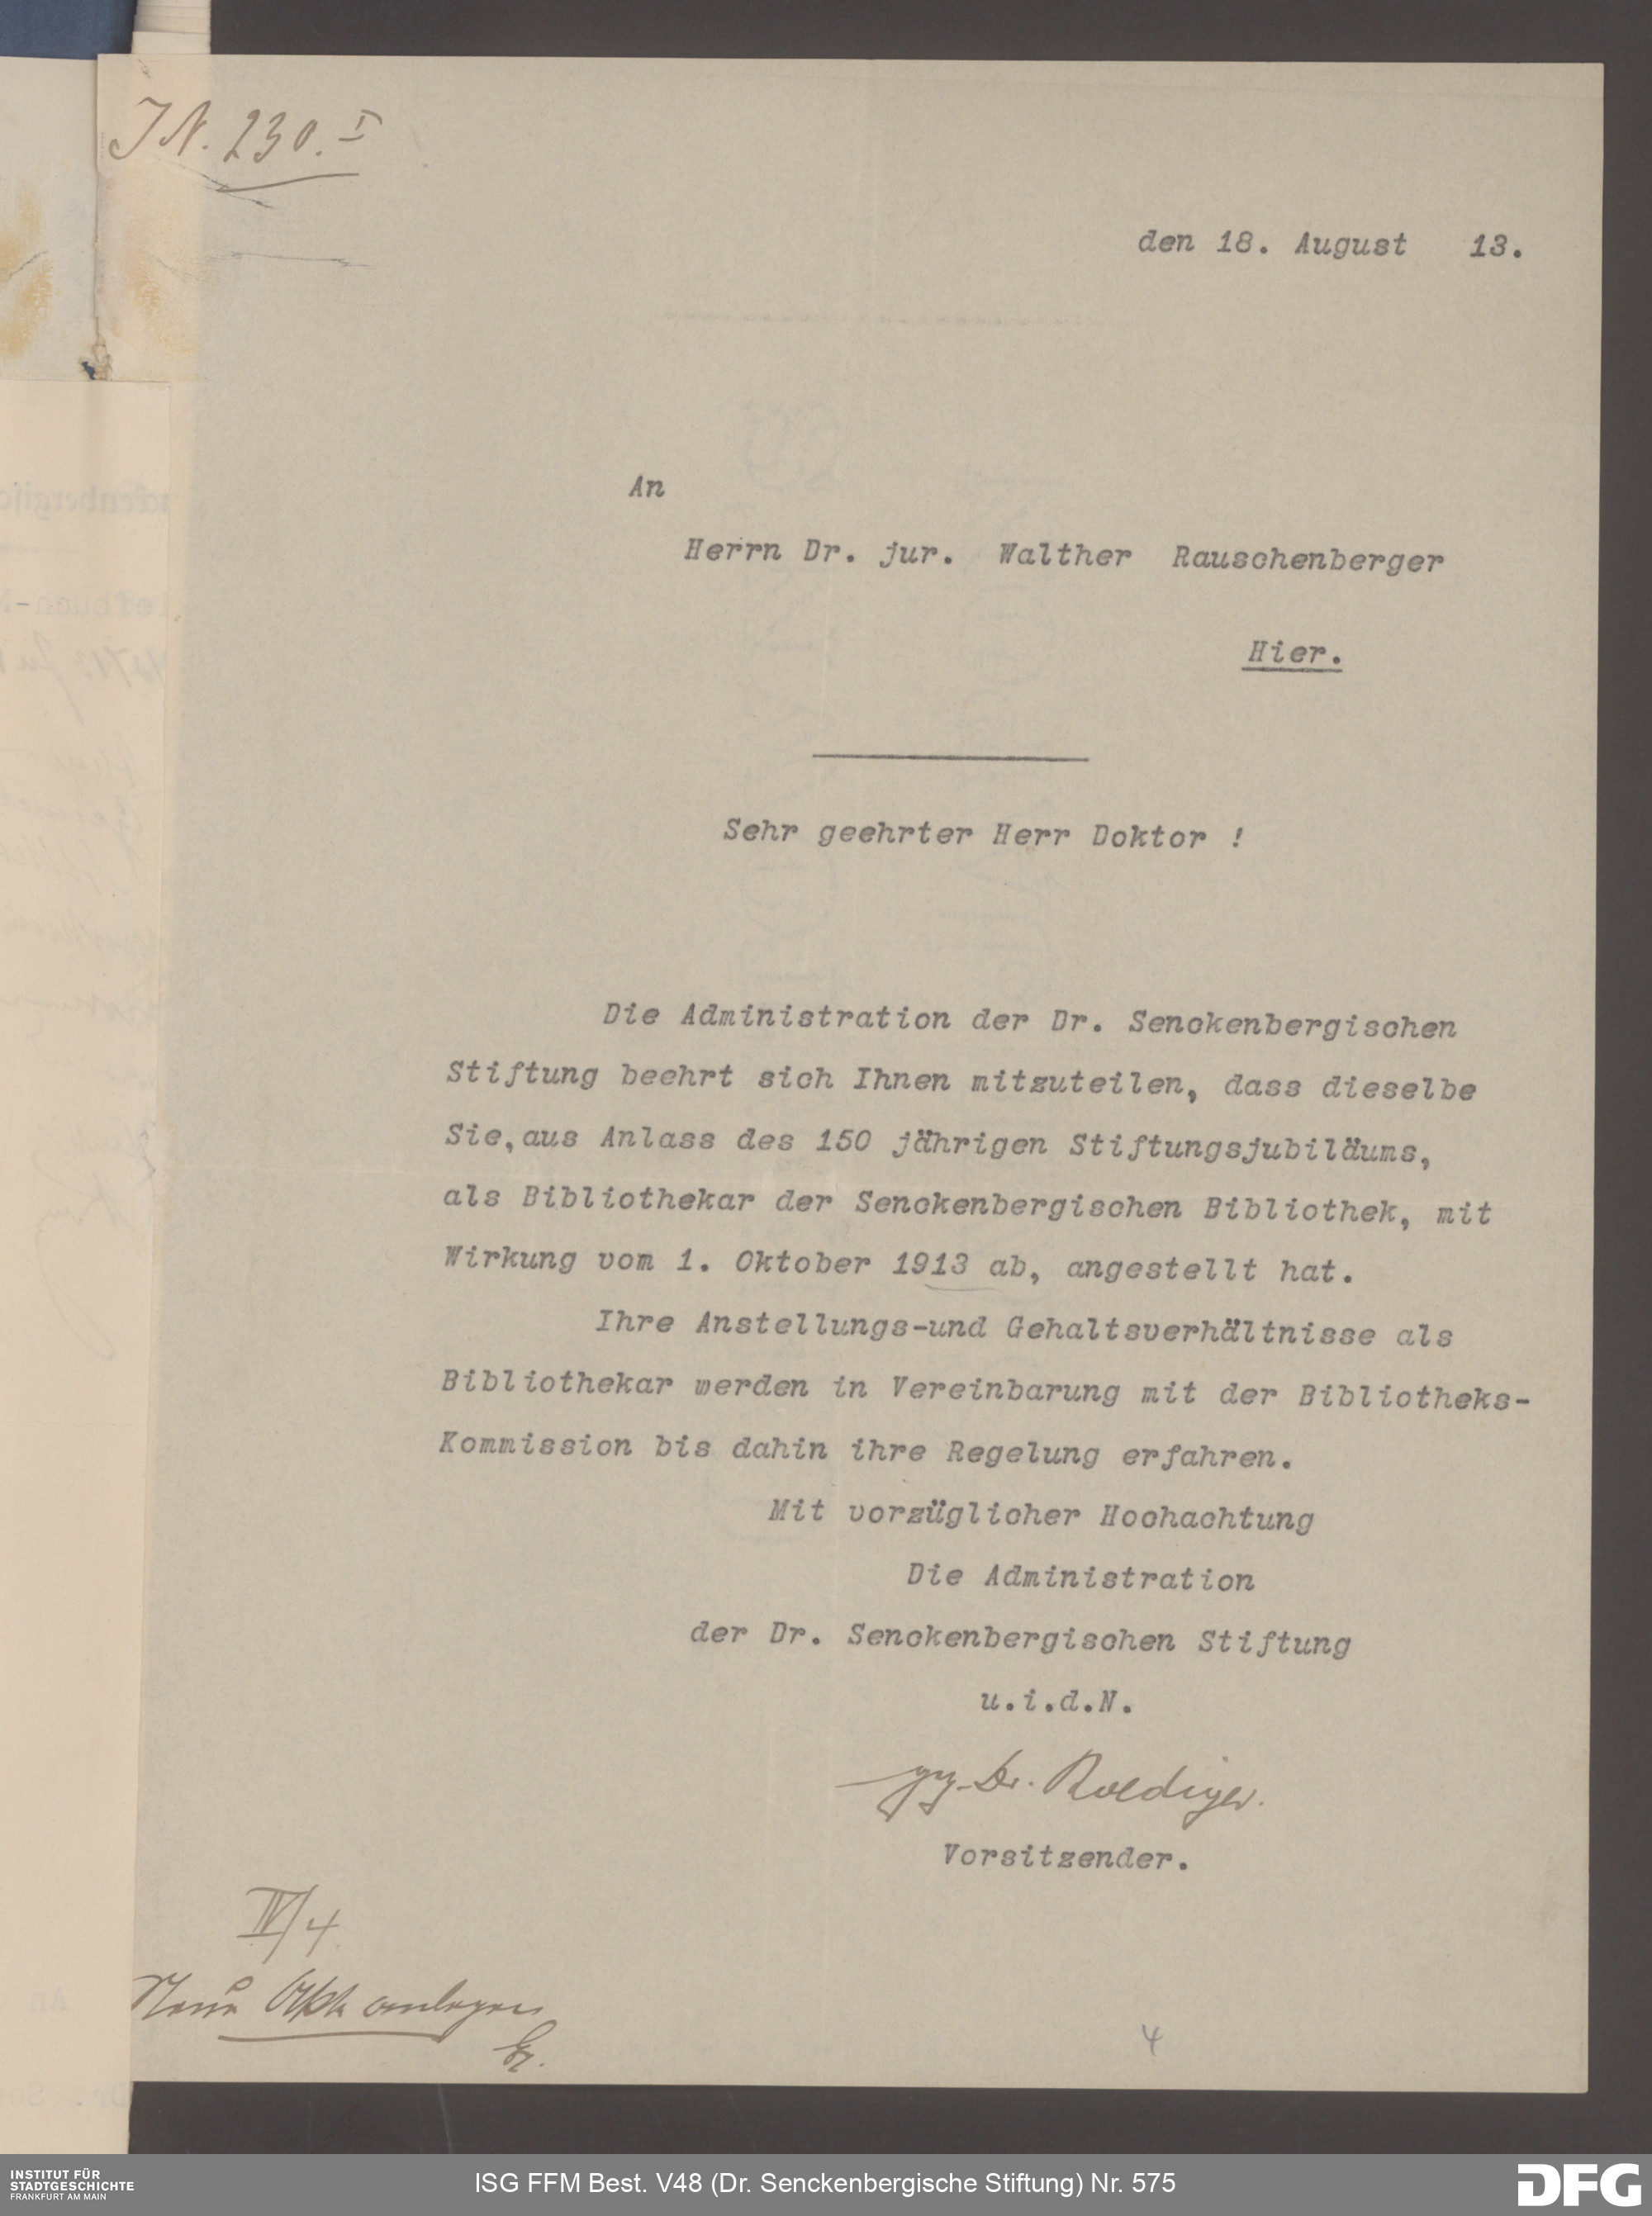 J N. 230. I
den 18. August 13.
An
Herrn Dr. jur. Walther Rauschenberger
Hier.
Sehr geehrter Herr Doktor !
Die Administration der Dr. Senckenbergischen
Stiftung beehrt sich Ihnen mitzuteilen, dass dieselbe
Sie,aus Anlass des 150 jährigen Stiftungsjubiläums,
als Bibliothekar der Senckenbergischen Bibliothek, mit
Wirkung vom 1. Oktober 1913 ab, angestellt hat.
Ihre Anstellungs-und Gehaltsverhältnisse als
Bibliothekar werden in Vereinbarung mit der Bibliotheks-
Kommission bis dahin ihre Regelung erfahren.
Mit vorzüglicher Hochachtung
Die Administration
der Dr. Senckenbergischen Stiftung
u.i.d.N.
gz. Dr. Roediger.
Vorsitzender.
IV/4.
anlegen
4
INSTITUT FÜR
STADTGESCHICHTE
FRANKFURT AM MAIN
ISG FFM Best. V48 (Dr. Senckenbergische Stiftung) Nr. 575
DFG